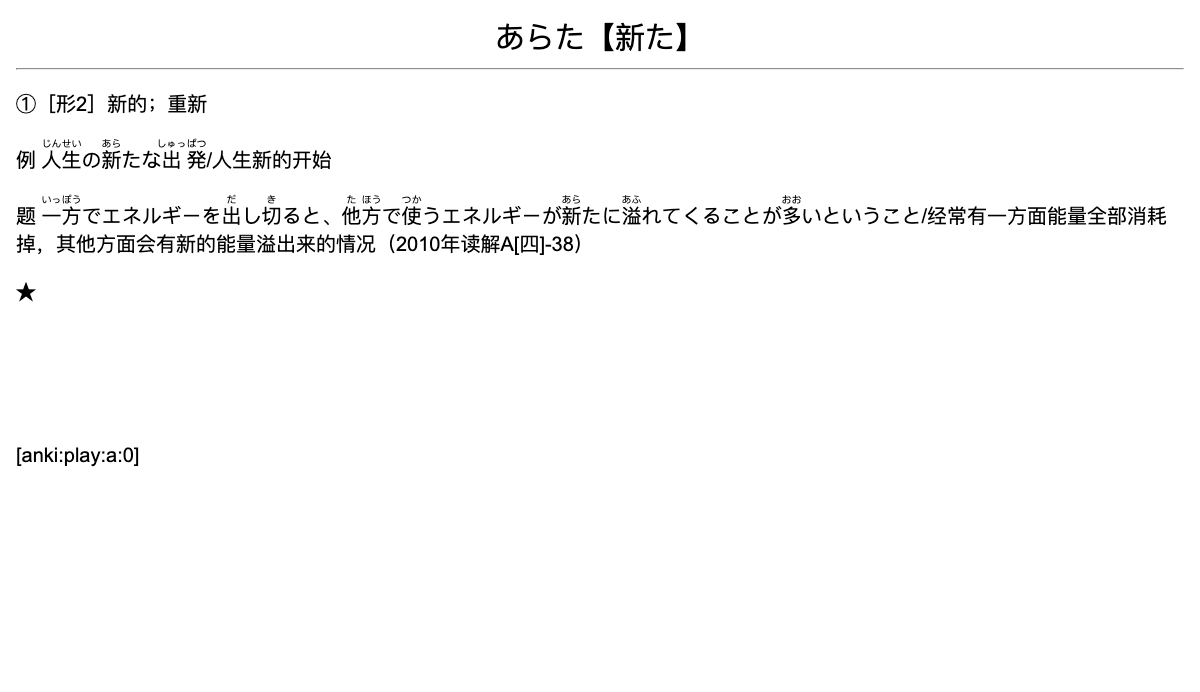 あらた【新た】
①［形2］新的；重新
じんせい あら しゅっぱつ
例 人生の新たな出 発/人生新的开始
いっぽう だ き た ほう つか あら あふ おお
题 一方でエネルギーを出し切ると、他方で使うエネルギーが新たに溢れてくることが多いということ/经常有一方面能量全部消耗
掉，其他方面会有新的能量溢出来的情况（2010年读解A[四]-38）
★
[anki:play:a:0]